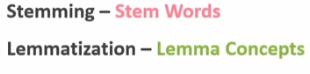 Stemming – Stem Words
Lemmatization – Lemma Concepts